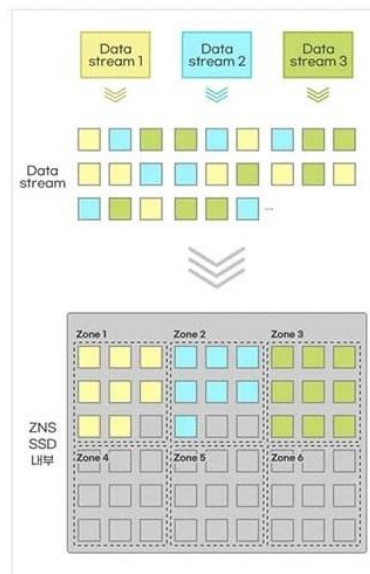 Data
stream 1
Data
stream 2
Data
stream 3
Data
stream
...
Zone 1
Zone 2
Zone 3
ZNS
SSD
내부
Zone 4
Zone 5
Zone 6